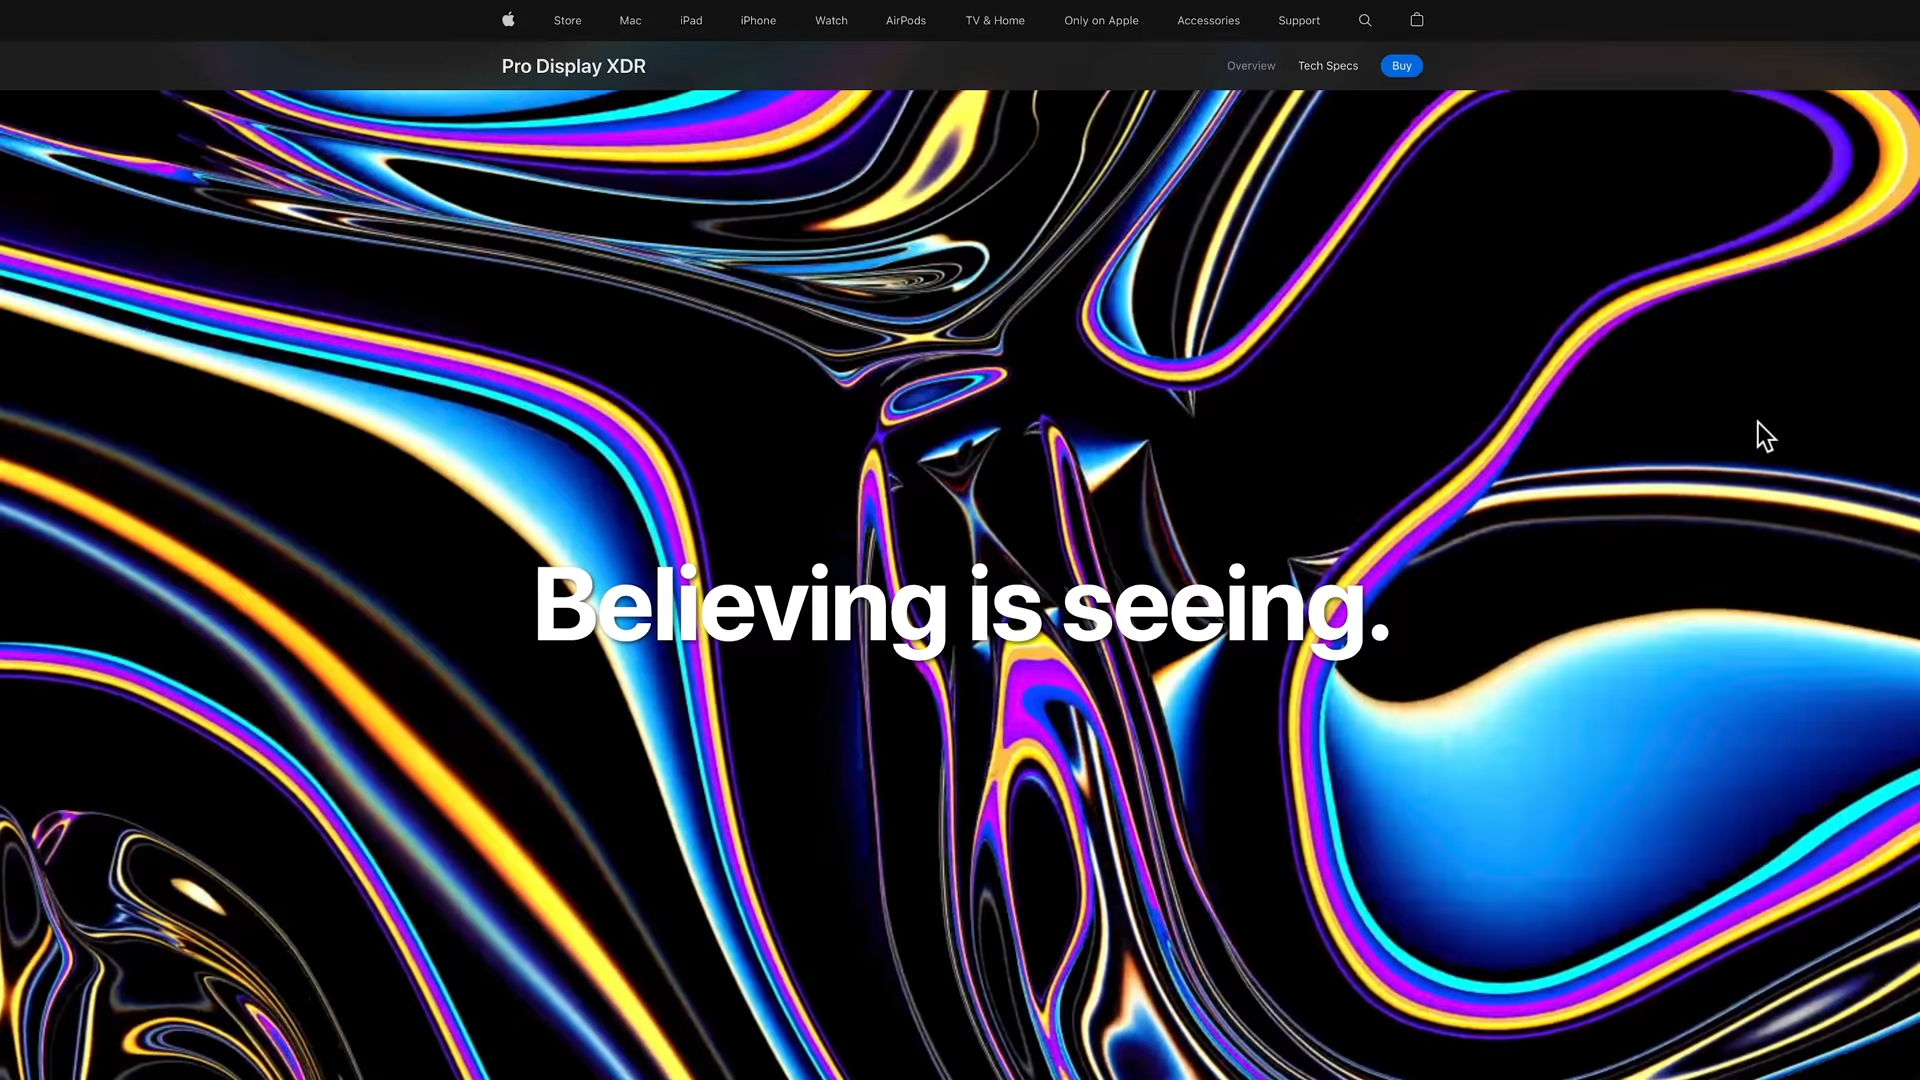 Store Mac iPad iPhone Watch AirPods TV & Home Only on Apple Accessories Support
Pro Display XDR Overview Tech Specs Buy
Believing is seeing.